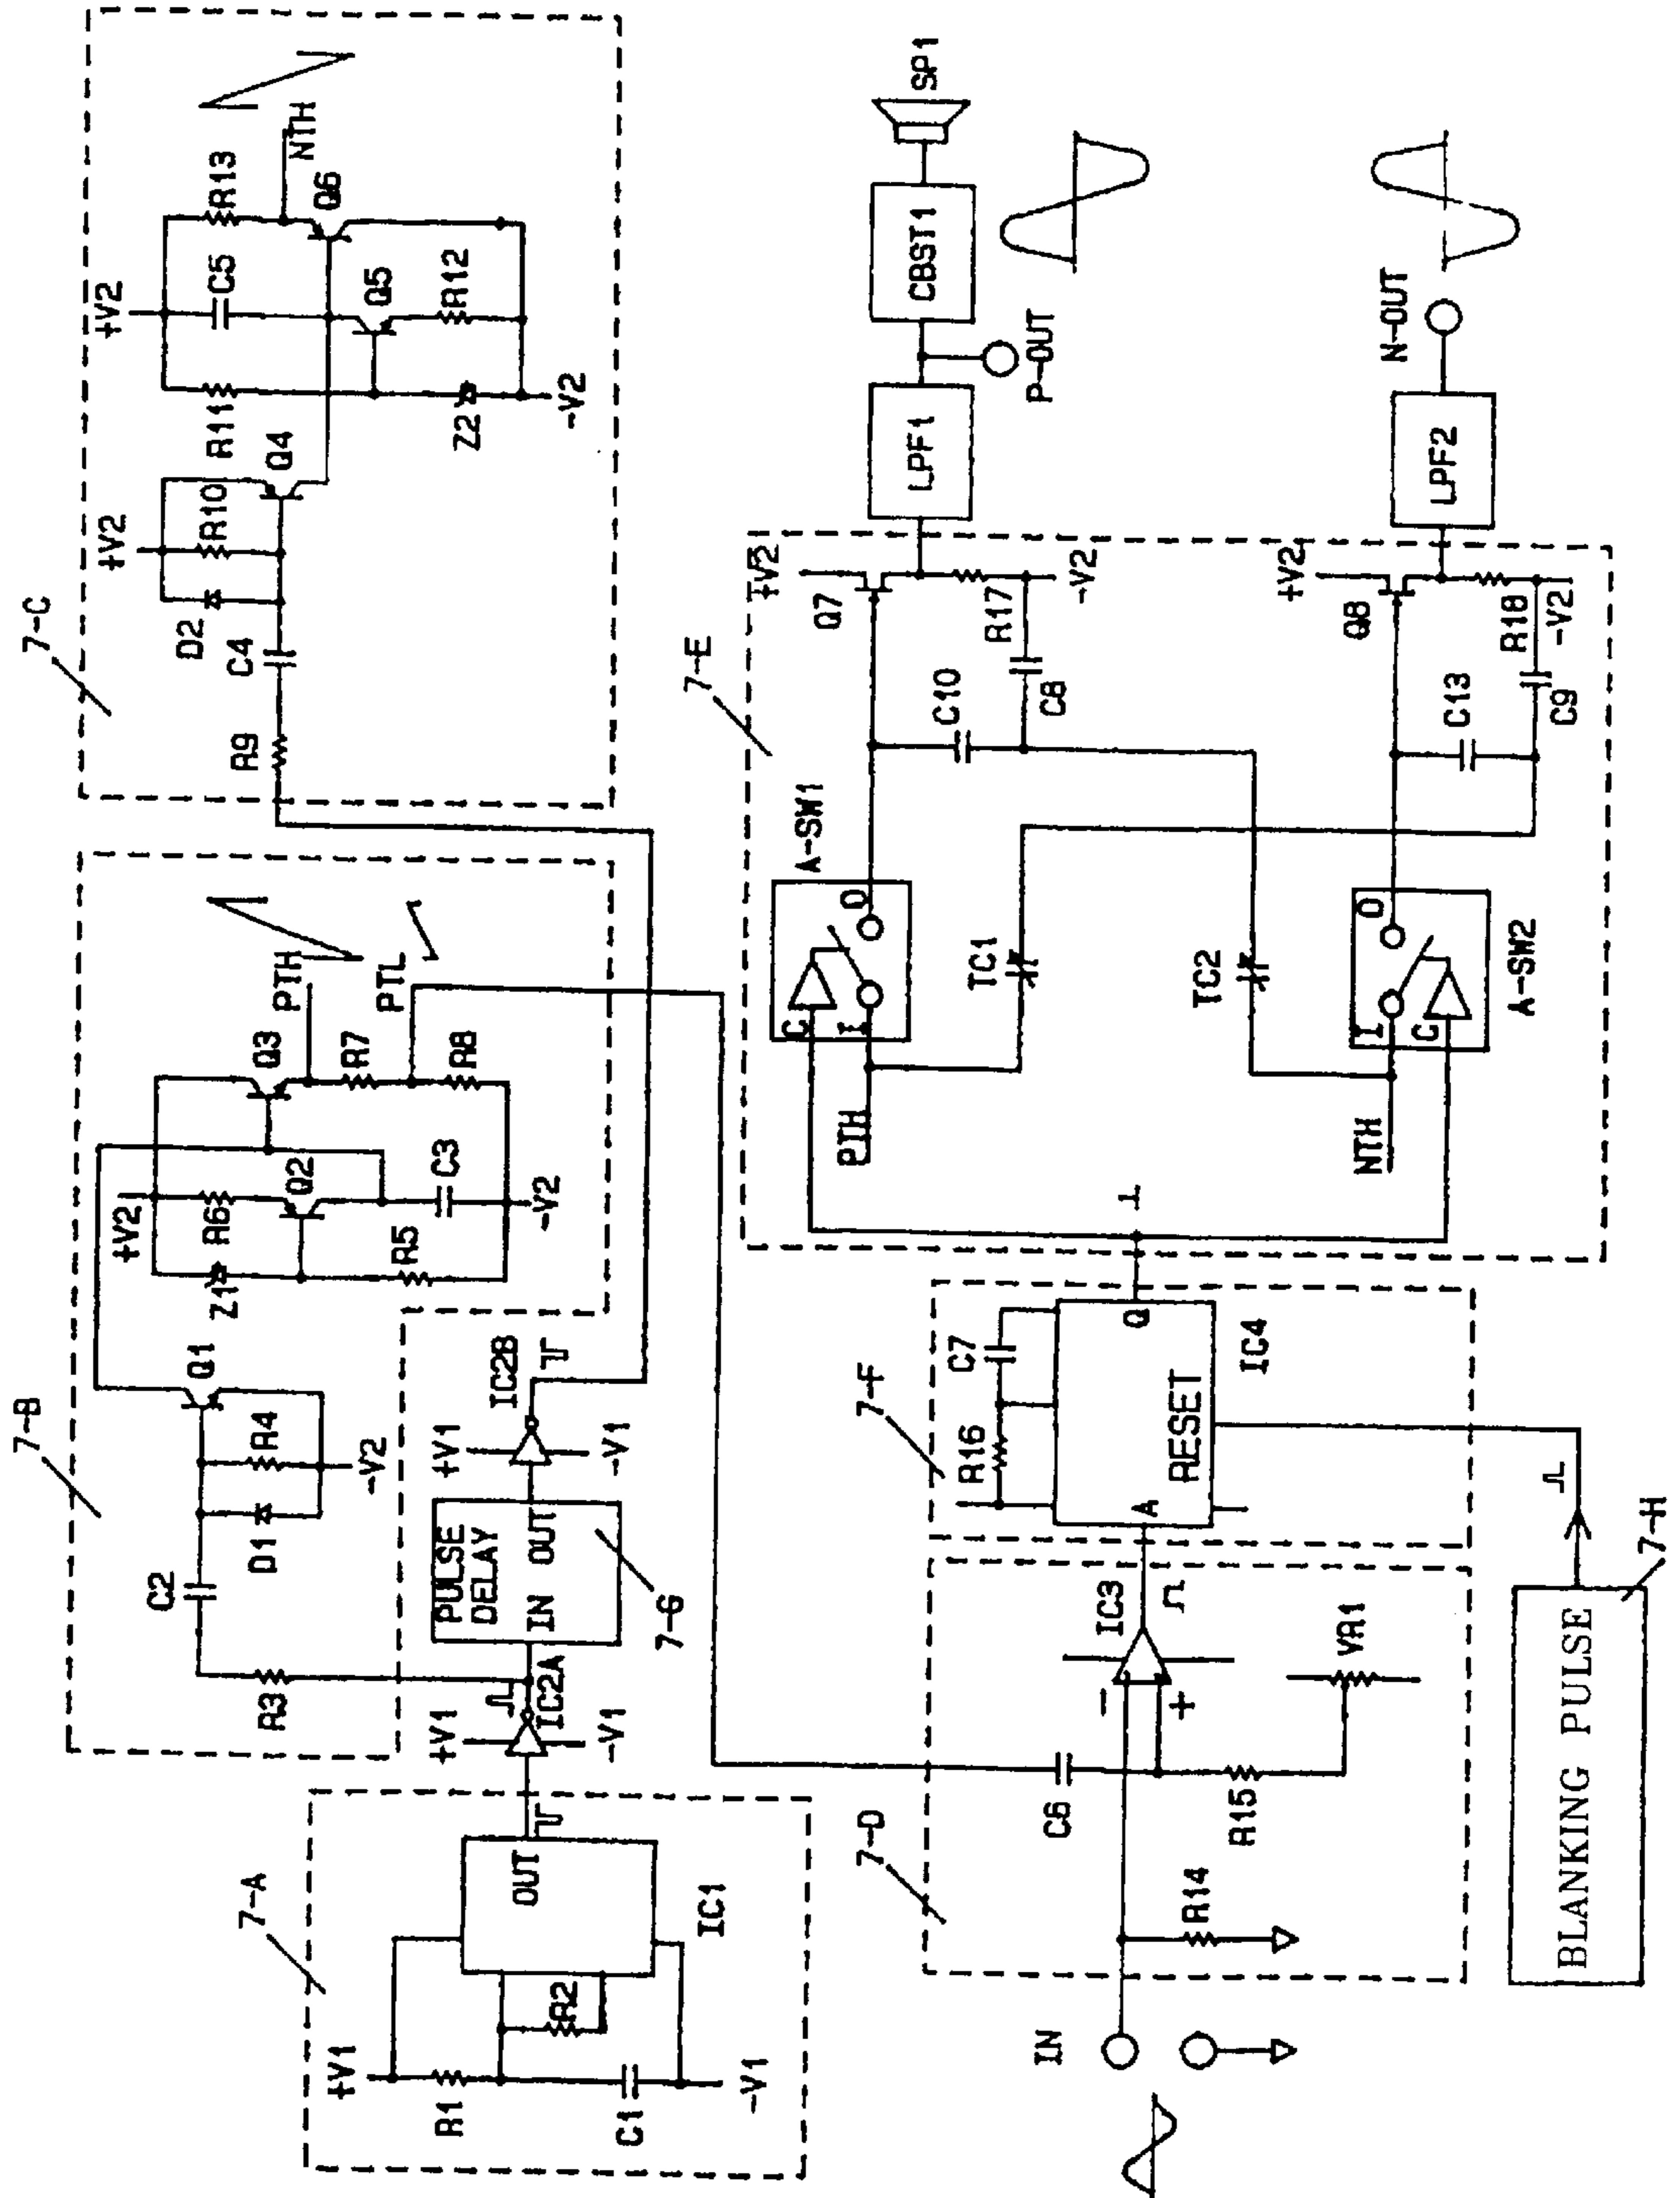 7-A
+V1
R1
R2
C1
-V1
OUT
IC1
7-B
R3
C2
D1
R4
-V2
Q1
Z1
R6
+V2
Q2
R5
C3
-V2
Q3
PTH
R7
PTL
R8
+V1
IC2A
-V1
PULSE
DELAY
IN OUT
7-G
+V1
IC2B
-V1
7-C
R9
C4
D2
R10
+V2
Q4
R11
+V2
C5
Q5
R12
Z2
-V2
R13
Q6
NTH
IN
7-D
R14
C6
R15
VR1
-
+
IC3
7-F
R16
C7
A
Q
RESET
IC4
BLANKING PULSE
7-H
7-E
PTH
C
I
O
A-SW1
TC1
TC2
NTH
I
O
C
A-SW2
C10
C8
R17
Q7
+V2
-V2
C13
C9
R18
Q8
+V2
-V2
LPF1
P-OUT
CBST1
SP1
LPF2
N-OUT